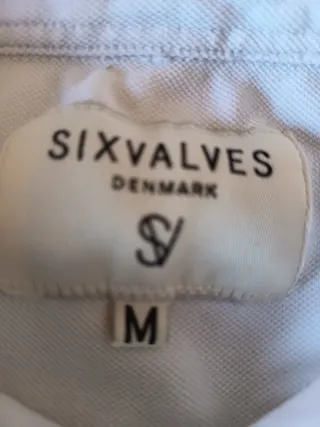 SIXVALVES
DENMARK
SV
M